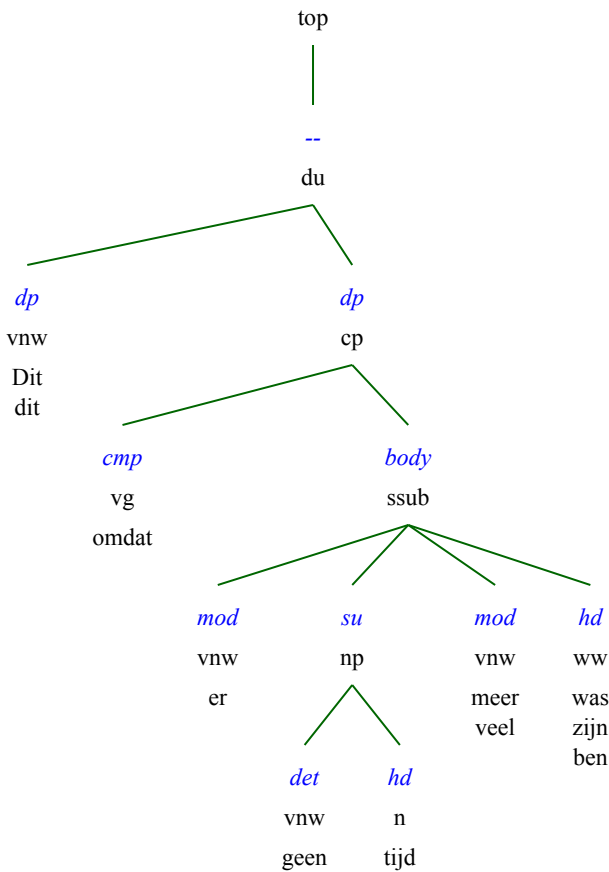 top
--
du
dp dp
vnw cp
Dit
dit
cmp body
vg ssub
omdat
mod su mod hd
vnw np vnw ww
er meer was
veel zijn
ben
det hd
vnw n
geen tijd